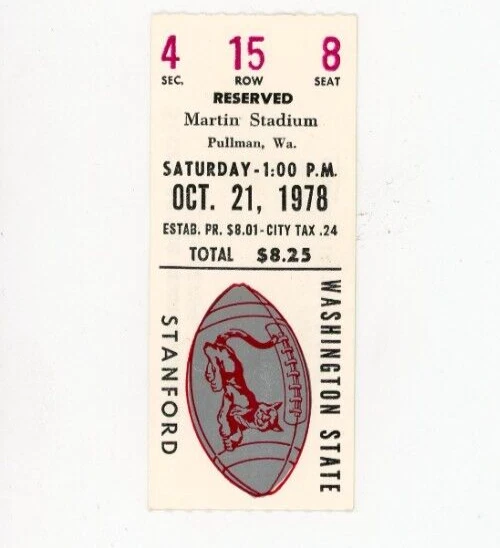 4 15 8
SEC. ROW SEAT
RESERVED
Martin Stadium
Pullman, Wa.
SATURDAY-1:00 P.M.
OCT. 21, 1978
ESTAB. PR. $8.01-CITY TAX .24
TOTAL $8.25
STANFORD
WASHINGTON STATE